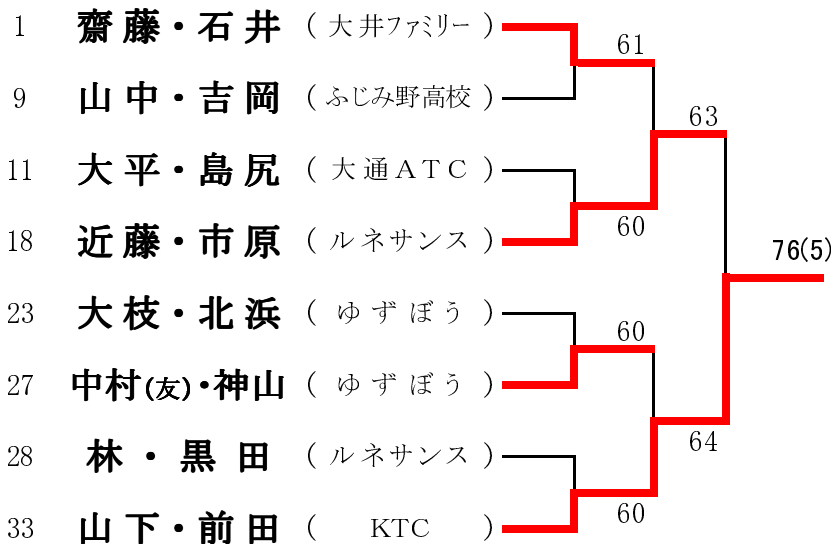 1 齋藤・石井 （大井ファミリー）
61
9 山中・吉岡 （ふじみ野高校）
63
11 大平・島尻 （大通ＡＴＣ）
60
18 近藤・市原 （ルネサンス）
76(5)
23 大枝・北浜 （ゆずぼう）
60
27 中村(友)・神山 （ゆずぼう）
64
28 林・黒田 （ルネサンス）
60
33 山下・前田 （KTC）